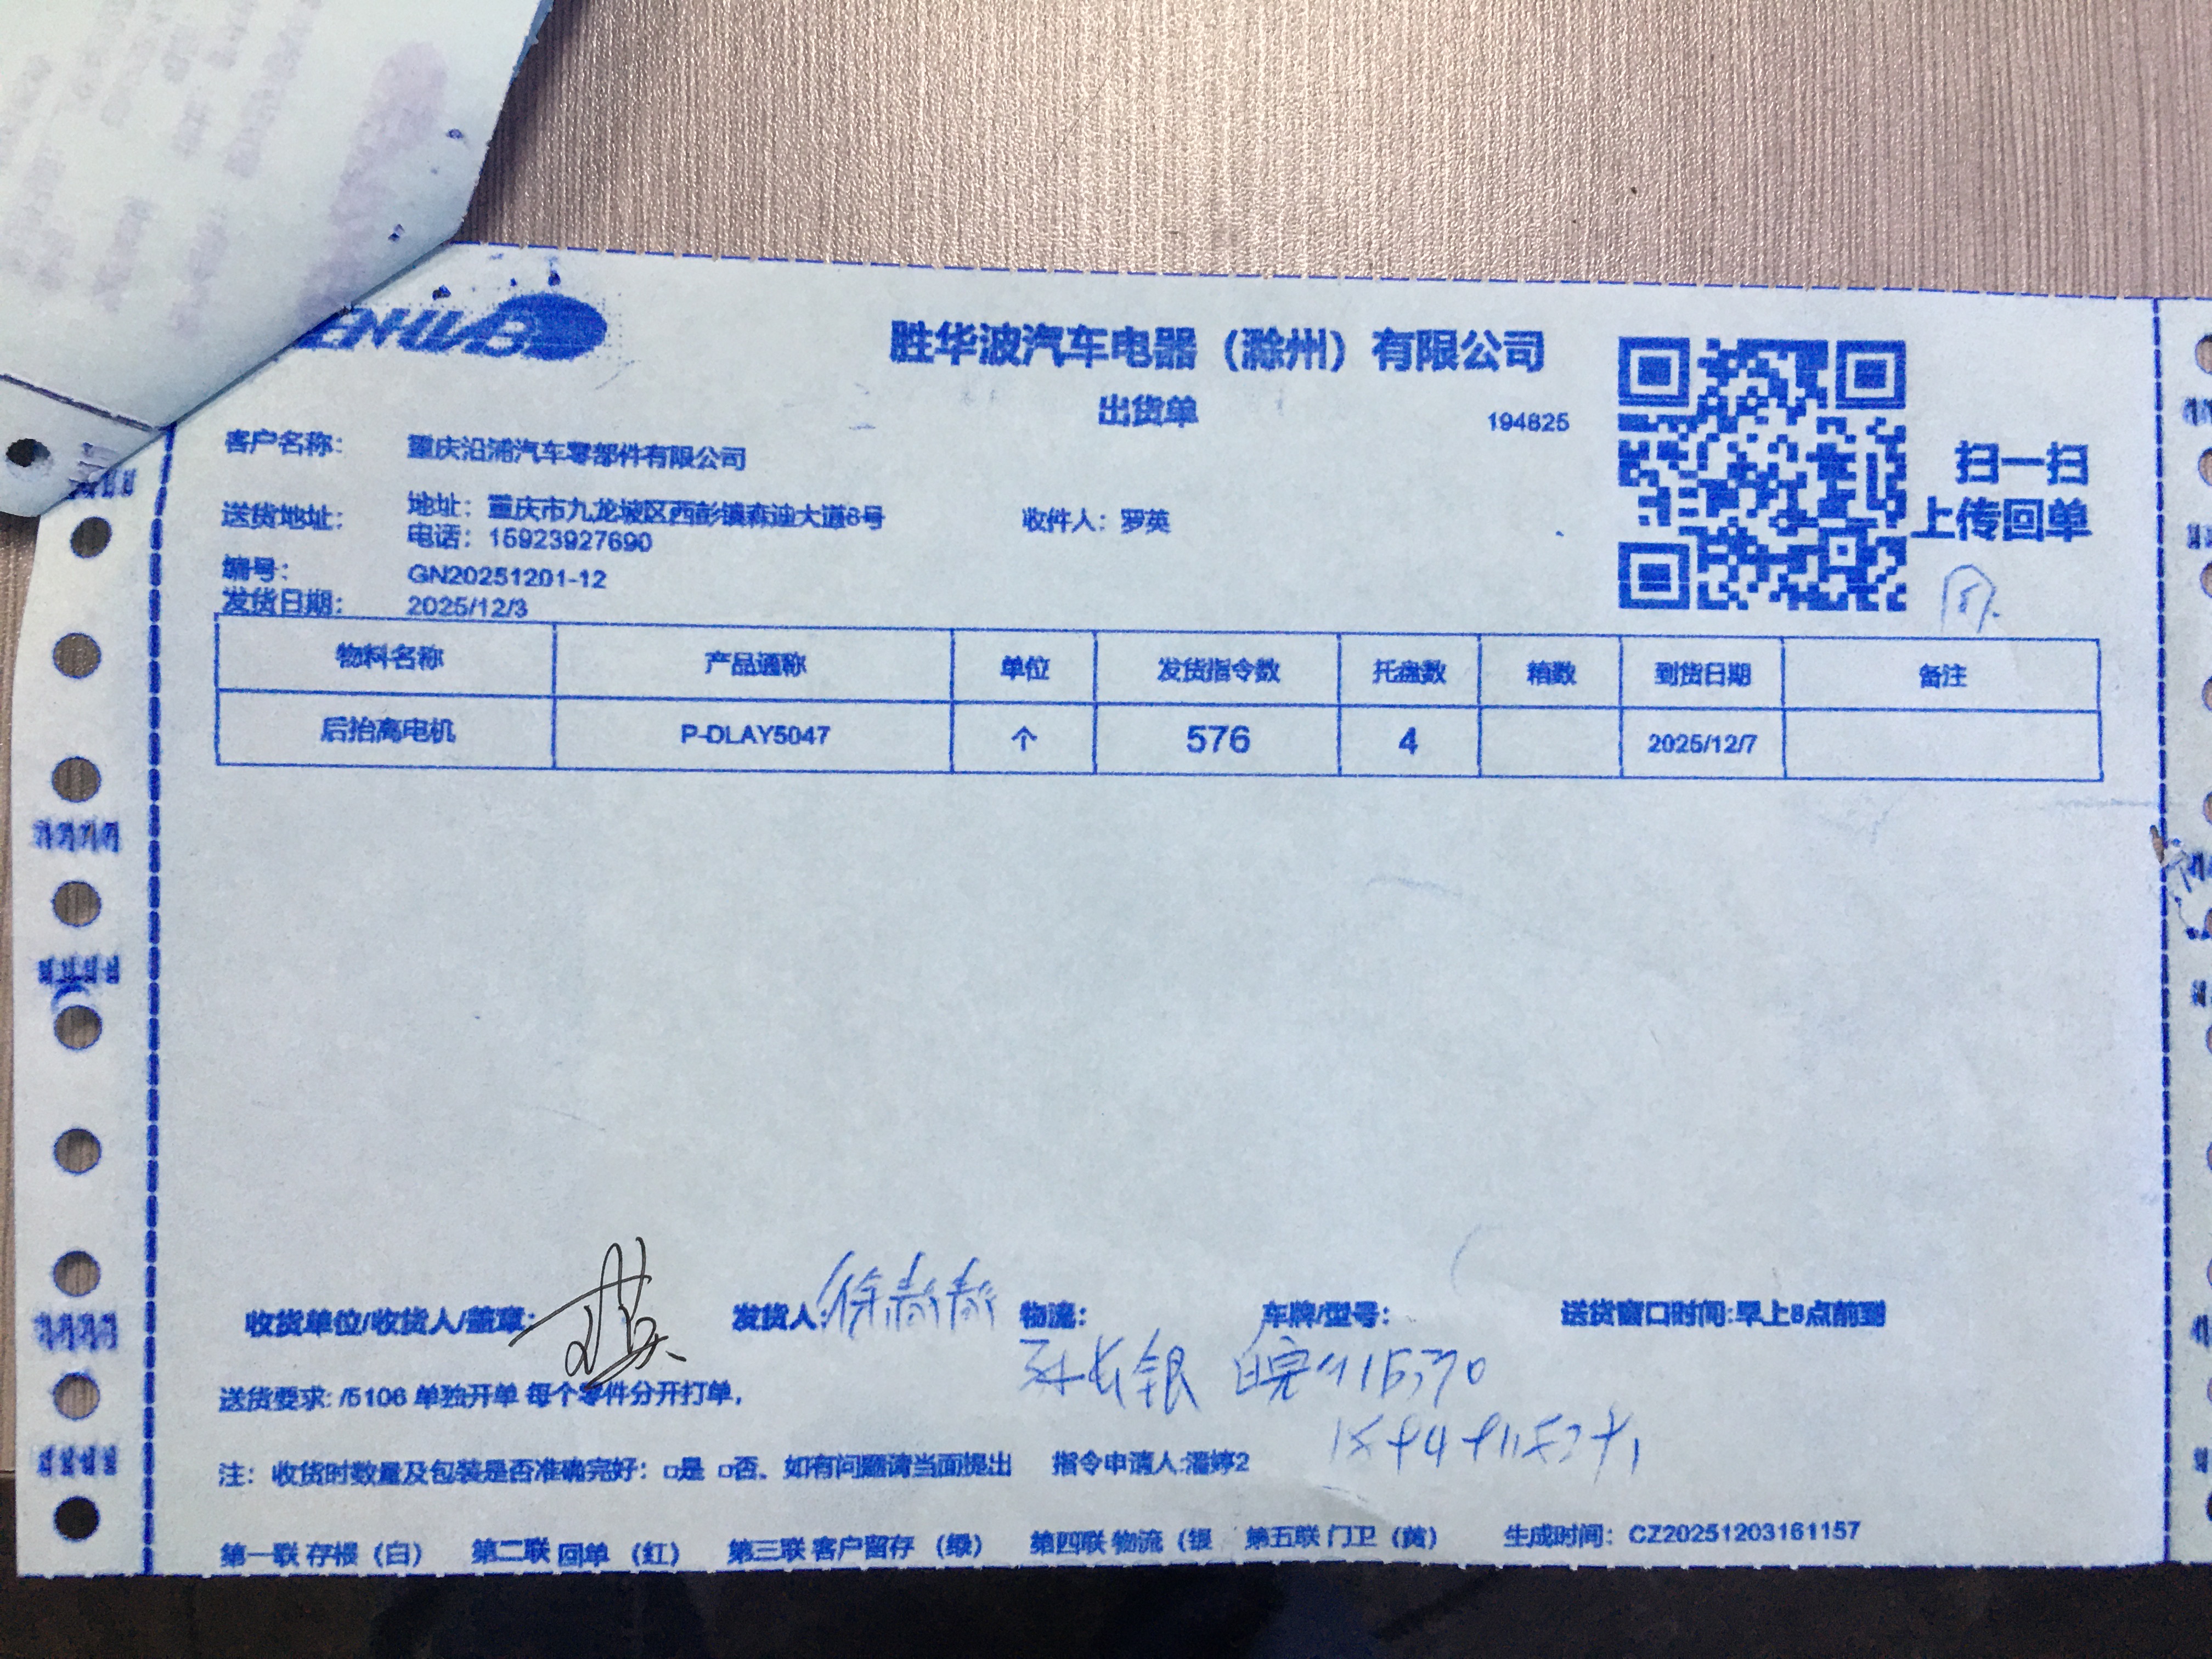 ENHWB
胜华波汽车电器（滁州）有限公司
出货单
194825
扫一扫
上传回单
客户名称： 重庆沿浦汽车零部件有限公司
送货地址： 地址：重庆市九龙坡区西彭镇森迪大道8号 收件人：罗英
电话：15923927690
编号： GN20251201-12
发货日期： 2025/12/3
物料名称 产品通称 单位 发货指令数 托盘数 箱数 到货日期 备注
后抬高电机 P-DLAY5047 个 576 4 2025/12/7
收货单位/收货人/盖章： 发货人: 徐 物流： 车牌/型号： 送货窗口时间:早上8点前到
长银 皖
送货要求: /5106 单独开单 每个零件分开打单，
注：收货时数量及包装是否准确完好：□是 □否、如有问题请当面提出 指令申请人:潘婷2
第一联 存根（白） 第二联 回单（红） 第三联 客户留存（绿） 第四联 物流（银 第五联 门卫（黄） 生成时间：CZ20251203161157